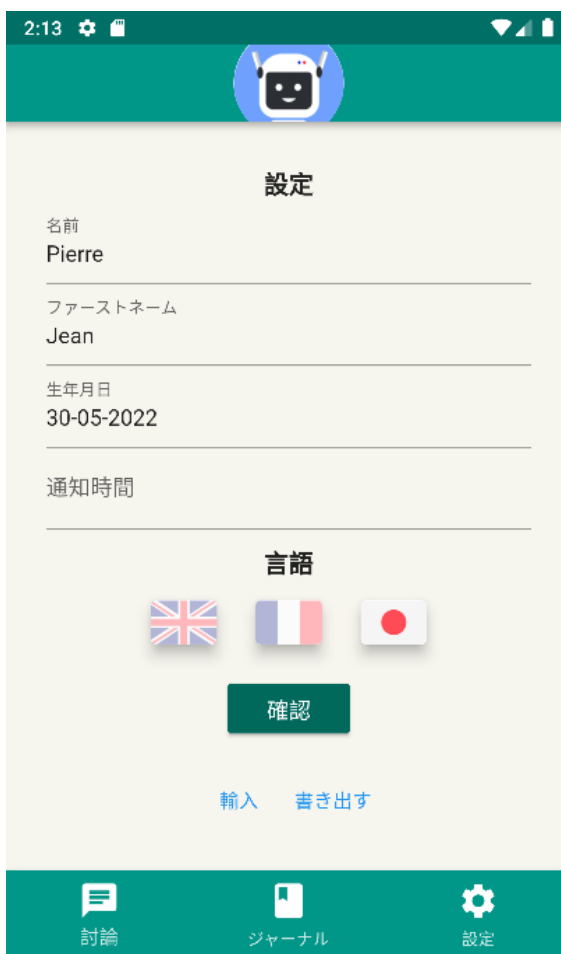 2:13
設定
名前
Pierre
ファーストネーム
Jean
生年月日
30-05-2022
通知時間
言語
確認
輸入 書き出す
討論 ジャーナル 設定